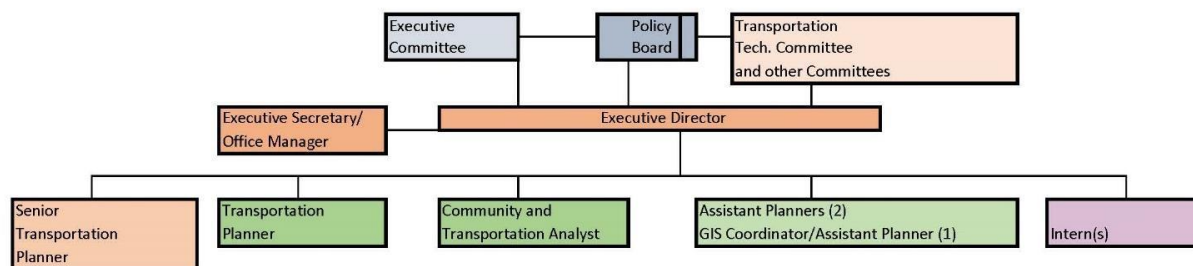 Executive
Committee
Policy
Board
Transportation
Tech. Committee
and other Committees
Executive Secretary/
Office Manager
Executive Director
Senior
Transportation
Planner
Transportation
Planner
Community and
Transportation Analyst
Assistant Planners (2)
GIS Coordinator/Assistant Planner (1)
Intern(s)